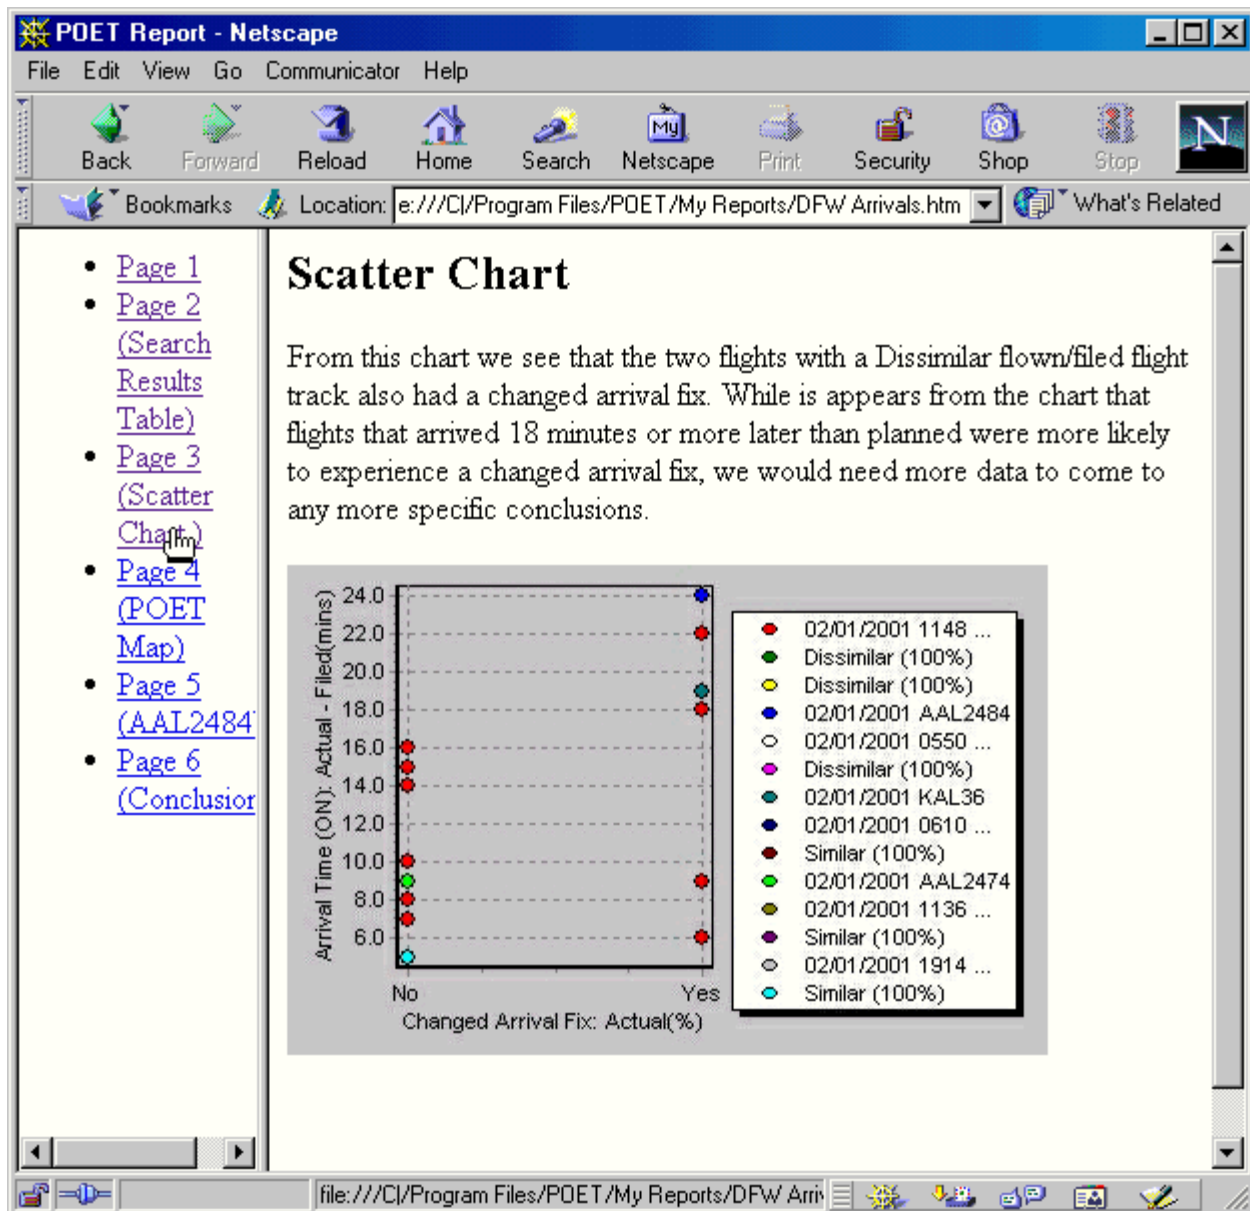 POET Report - Netscape
File Edit View Go Communicator Help
Back Forward Reload Home Search Netscape Print Security Shop Stop
My
N
Bookmarks Location: e:///C|/Program Files/POET/My Reports/DFW Arrivals.htm What's Related
Page 1
Page 2
(Search
Results
Table)
Page 3
(Scatter
Chart)
Page 4
(POET
Map)
Page 5
(AAL2484
Page 6
(Conclusion
Scatter Chart
From this chart we see that the two flights with a Dissimilar flown/filed flight
track also had a changed arrival fix. While is appears from the chart that
flights that arrived 18 minutes or more later than planned were more likely
to experience a changed arrival fix, we would need more data to come to
any more specific conclusions.
Arrival Time (ON): Actual - Filed(mins)
24.0
22.0
20.0
18.0
16.0
14.0
12.0
10.0
8.0
6.0
No Yes
Changed Arrival Fix: Actual(%)
02/01/2001 1148 ...
Dissimilar (100%)
Dissimilar (100%)
02/01/2001 AAL2484
02/01/2001 0550 ...
Dissimilar (100%)
02/01/2001 KAL36
02/01/2001 0610 ...
Similar (100%)
02/01/2001 AAL2474
02/01/2001 1136 ...
Similar (100%)
02/01/2001 1914 ...
Similar (100%)
file:///C|/Program Files/POET/My Reports/DFW Arriv